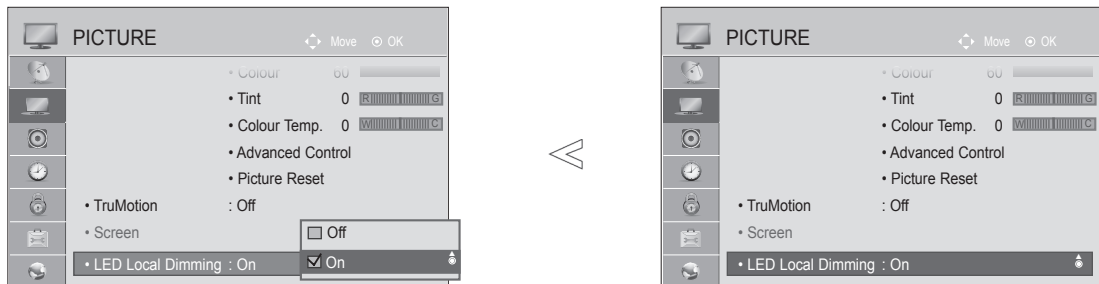 PICTURE Move OK
• Colour 60
• Tint 0 R G
• Colour Temp. 0 W C
• Advanced Control
• Picture Reset
• TruMotion : Off
• Screen
Off
• LED Local Dimming : On
On
PICTURE Move OK
• Colour 60
• Tint 0 R G
• Colour Temp. 0 W C
• Advanced Control
• Picture Reset
• TruMotion : Off
• Screen
• LED Local Dimming : On